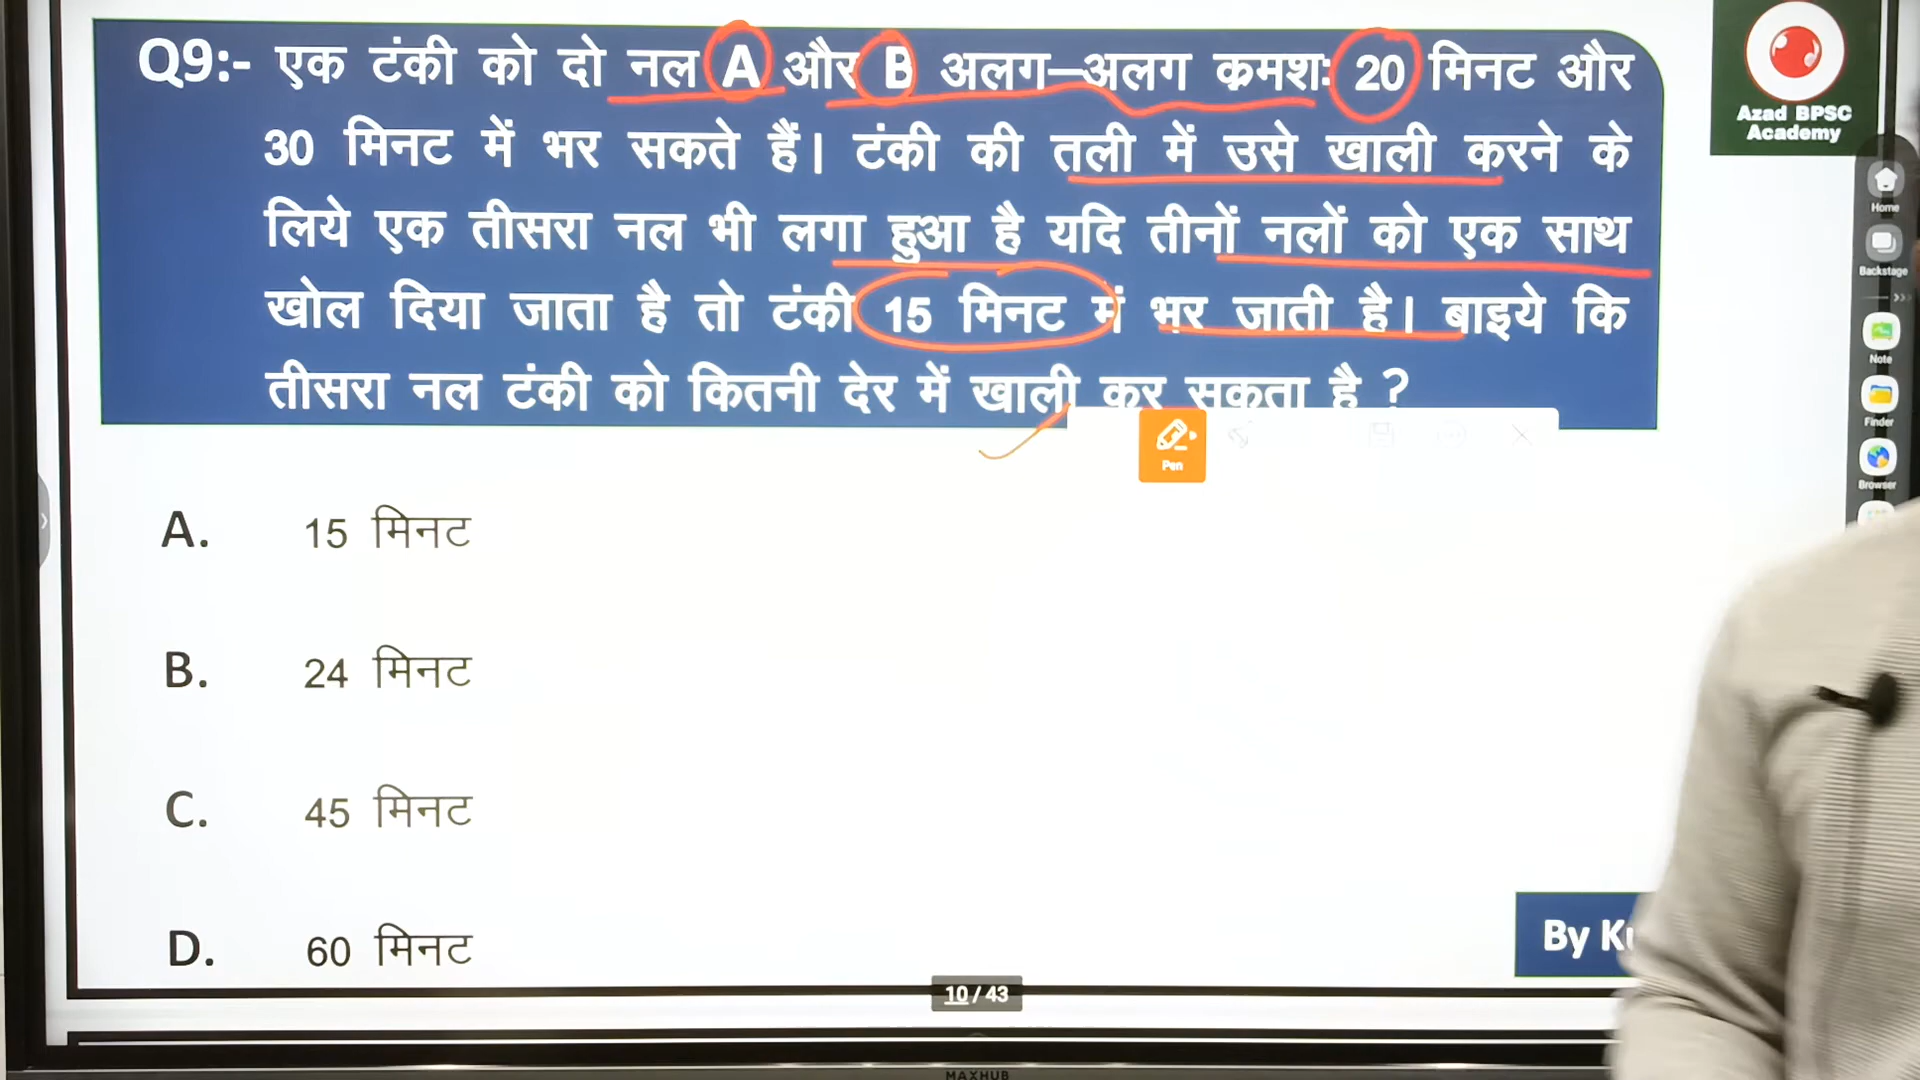 Q9:- एक टंकी को दो नल A और B अलग–अलग क्रमशः 20 मिनट और
30 मिनट में भर सकते हैं। टंकी की तली में उसे खाली करने के
लिये एक तीसरा नल भी लगा हुआ है यदि तीनों नलों को एक साथ
खोल दिया जाता है तो टंकी 15 मिनट में भर जाती है। बाइये कि
तीसरा नल टंकी को कितनी देर में खाली कर सकता है ?
Azad BPSC
Academy
Home
Backstage
Note
Finder
Browser
Pen
A. 15 मिनट
B. 24 मिनट
C. 45 मिनट
D. 60 मिनट
By
10 / 43
MAXHUB